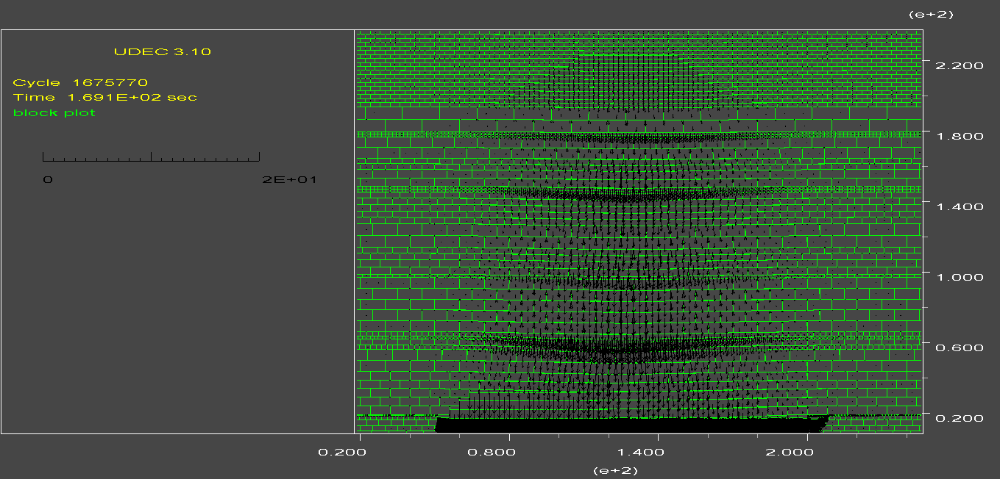 (e+2)
UDEC 3.10
Cycle 1675770
Time 1.691E+02 sec
block plot
0 2E+01
2.200
1.800
1.400
1.000
0.600
0.200
0.200 0.800 1.400 2.000
(e+2)